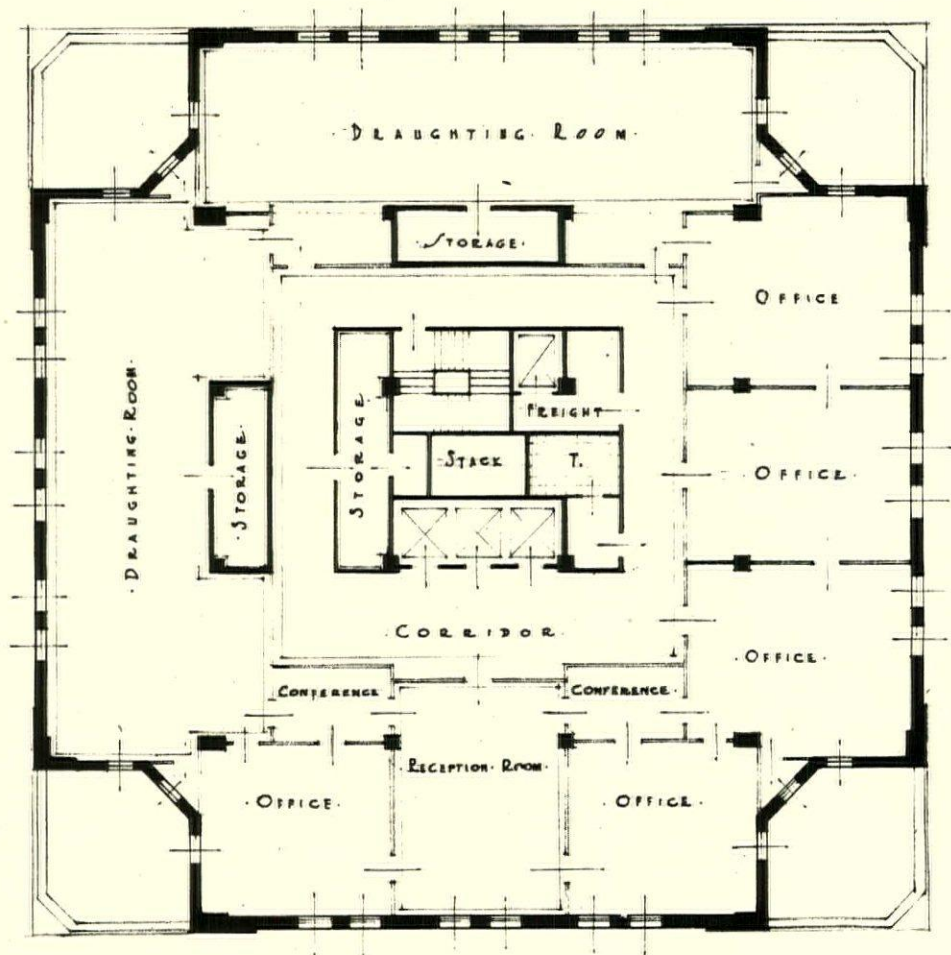 ·DRAUGHTING·ROOM·
·STORAGE·
OFFICE
·DRAUGHTING·ROOM·
·STORAGE·
STORAGE
FREIGHT
STACK
T.
OFFICE·
CORRIDOR
·OFFICE·
CONFERENCE
CONFERENCE
·RECEPTION·ROOM·
·OFFICE·
·OFFICE·